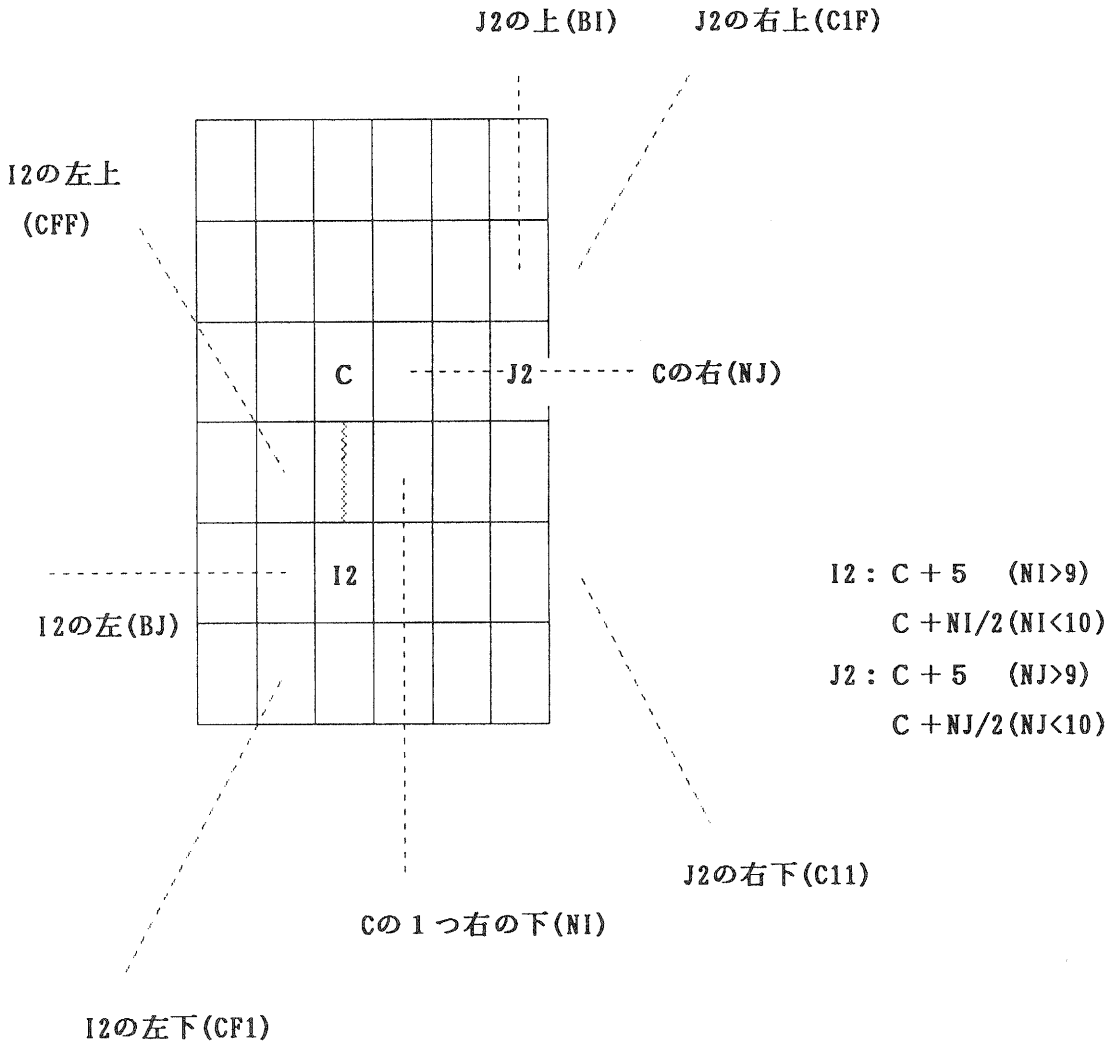 J2の上(BI)
J2の右上(C1F)
I2の左上
(CFF)
C
J2
Cの右(NJ)
I2
I2の左(BJ)
I2: C+5 (NI>9)
C+NI/2(NI<10)
J2: C+5 (NJ>9)
C+NJ/2(NJ<10)
J2の右下(C11)
Cの1つ右の下(NI)
I2の左下(CF1)